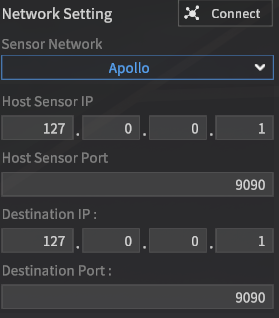 Network Setting Connect
Sensor Network
Apollo
Host Sensor IP
127 . 0 . 0 . 1
Host Sensor Port
9090
Destination IP :
127 . 0 . 0 . 1
Destination Port :
9090